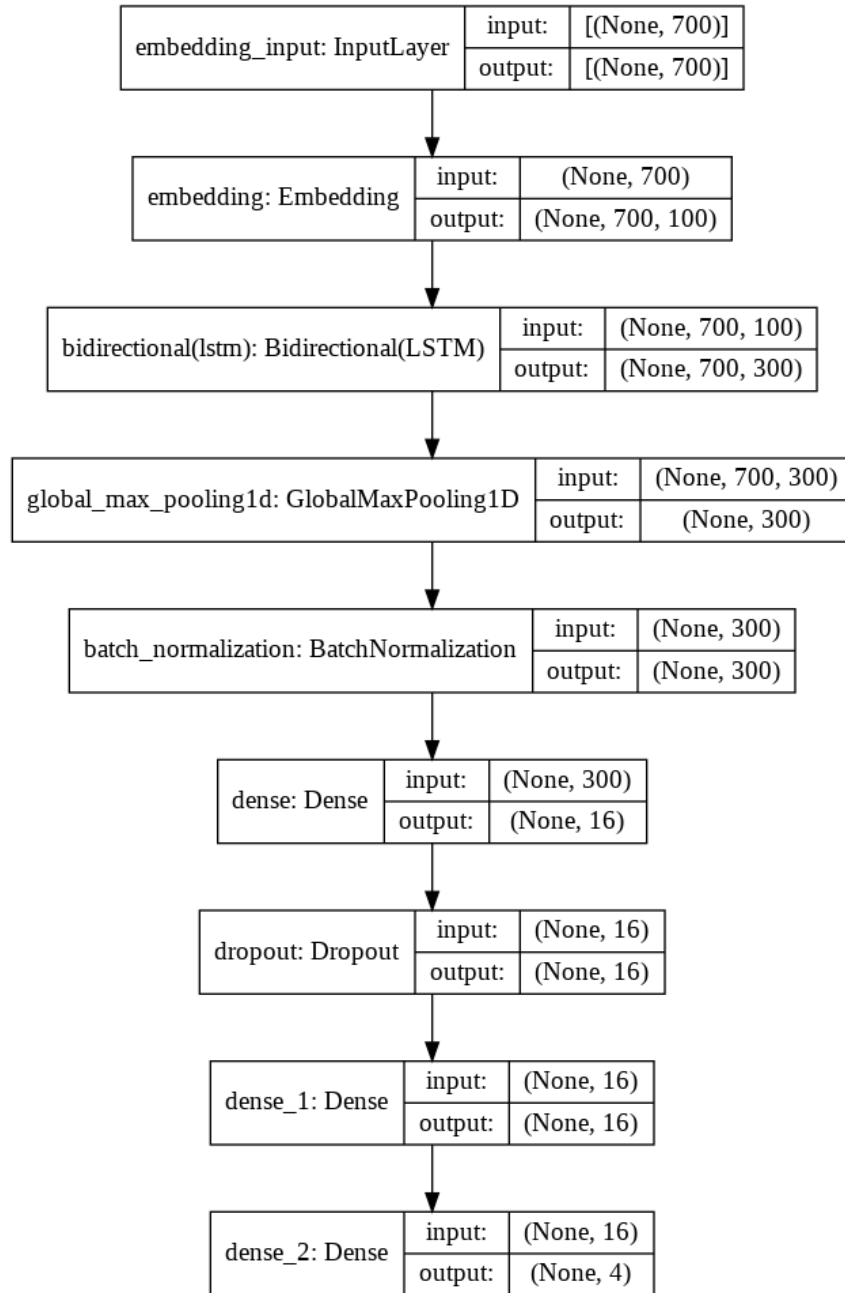 embedding_input: InputLayer input: [(None, 700)]
output: [(None, 700)]
embedding: Embedding input: (None, 700)
output: (None, 700, 100)
bidirectional(lstm): Bidirectional(LSTM) input: (None, 700, 100)
output: (None, 700, 300)
global_max_pooling1d: GlobalMaxPooling1D input: (None, 700, 300)
output: (None, 300)
batch_normalization: BatchNormalization input: (None, 300)
output: (None, 300)
dense: Dense input: (None, 300)
output: (None, 16)
dropout: Dropout input: (None, 16)
output: (None, 16)
dense_1: Dense input: (None, 16)
output: (None, 16)
dense_2: Dense input: (None, 16)
output: (None, 4)